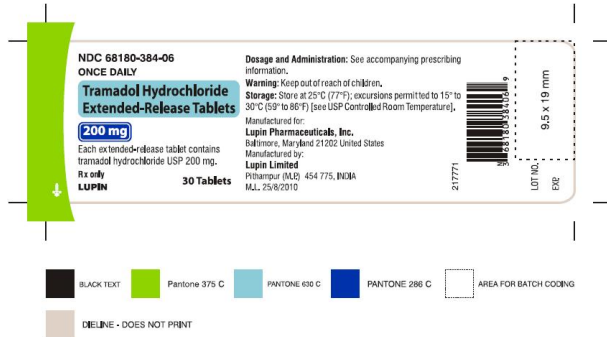 NDC 68180-384-06
ONCE DAILY
Tramadol Hydrochloride
Extended-Release Tablets
200 mg
Each extended-release tablet contains
tramadol hydrochloride USP 200 mg.
Rx only
LUPIN
30 Tablets
Dosage and Administration: See accompanying prescribing
information.
Warning: Keep out of reach of children.
Storage: Store at 25°C (77°F); excursions permitted to 15° to
30°C (59° to 86°F) [see USP Controlled Room Temperature].
Manufactured for:
Lupin Pharmaceuticals, Inc.
Baltimore, Maryland 21202 United States
Manufactured by:
Lupin Limited
Pithampur (M.P.) 454 775, INDIA
M.L. 25/8/2010
217771
N
3 68180 38406 9
9.5 x 19 mm
LOT NO.
EXP.
BLACK TEXT
Pantone 375 C
PANTONE 630 C
PANTONE 286 C
AREA FOR BATCH CODING
DIELINE - DOES NOT PRINT